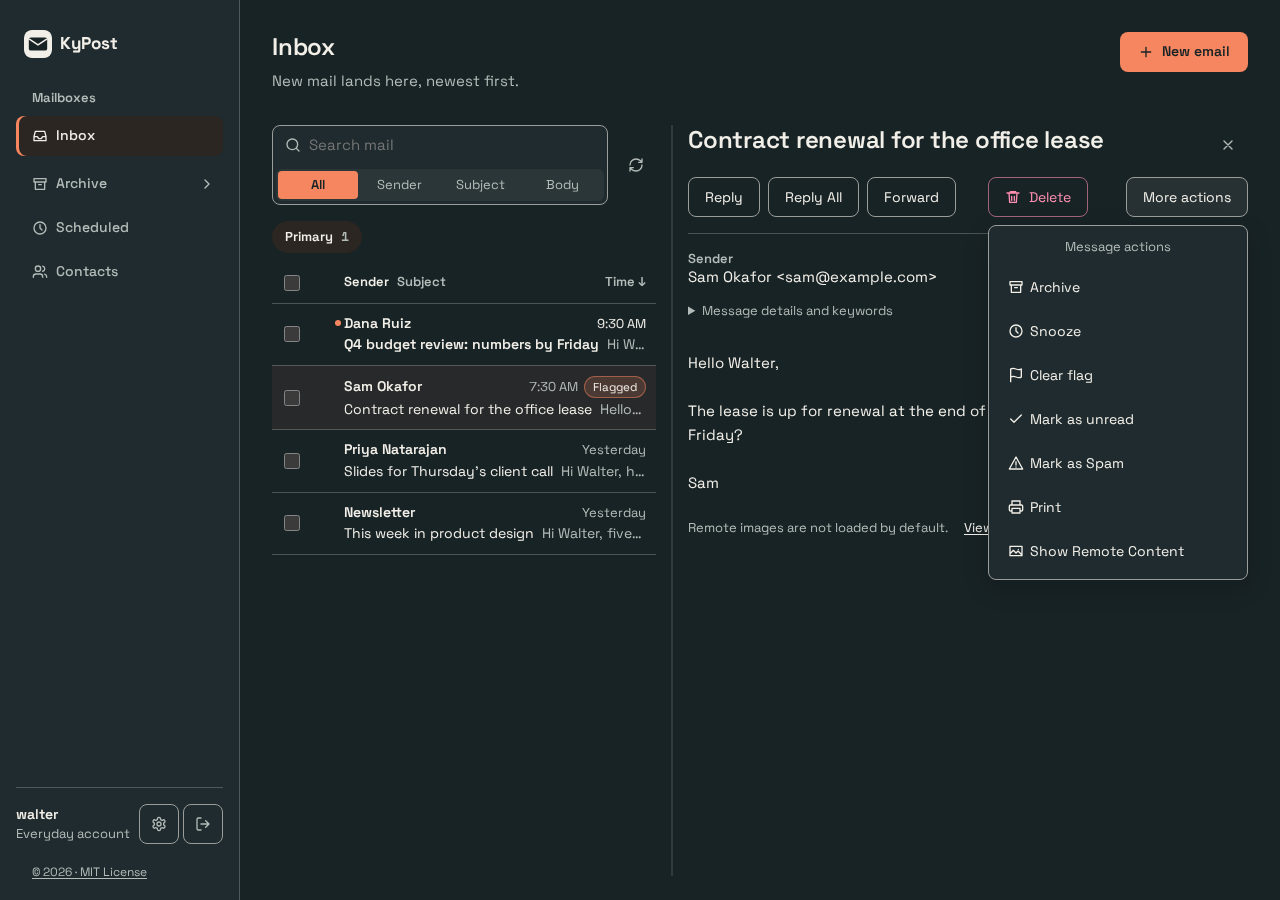 KyPost
Mailboxes
Inbox
Archive
Scheduled
Contacts
walter
Everyday account
© 2026 · MIT License
Inbox
New mail lands here, newest first.
New email
Search mail
All Sender Subject Body
Primary 1
Sender Subject Time ↓
Dana Ruiz 9:30 AM
Q4 budget review: numbers by Friday Hi W…
Sam Okafor 7:30 AM Flagged
Contract renewal for the office lease Hello…
Priya Natarajan Yesterday
Slides for Thursday's client call Hi Walter, h…
Newsletter Yesterday
This week in product design Hi Walter, five…
Contract renewal for the office lease
Reply Reply All Forward Delete More actions
Sender
Sam Okafor <sam@example.com>
Message details and keywords
Hello Walter,
The lease is up for renewal at the end of
Friday?
Sam
Remote images are not loaded by default. View
Message actions
Archive
Snooze
Clear flag
Mark as unread
Mark as Spam
Print
Show Remote Content